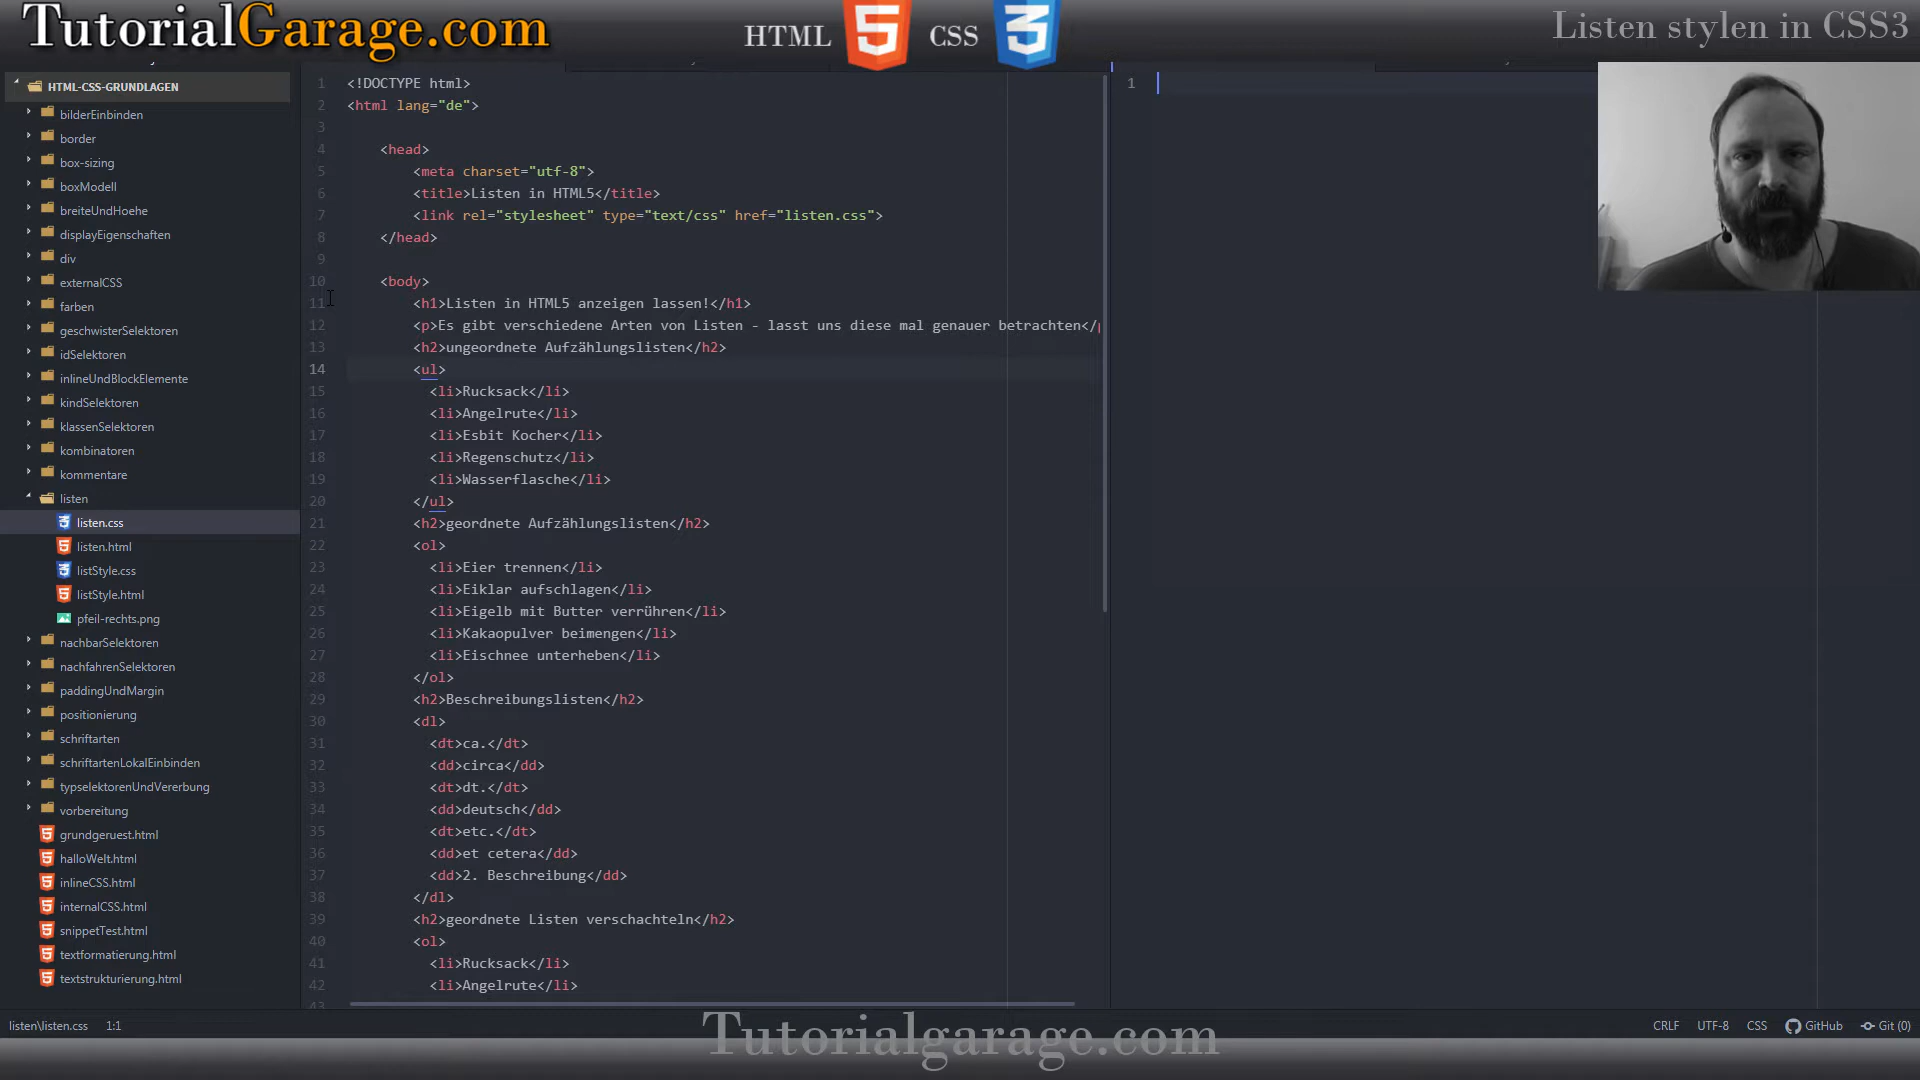 TutorialGarage.com
HTML
CSS
Listen stylen in CSS3
HTML-CSS-GRUNDLAGEN
bilderEinbinden
border
box-sizing
boxModell
breiteUndHoehe
displayEigenschaften
div
externalCSS
farben
geschwisterSelektoren
idSelektoren
inlineUndBlockElemente
kindSelektoren
klassenSelektoren
kombinatoren
kommentare
listen
listen.css
listen.html
listStyle.css
listStyle.html
pfeil-rechts.png
nachbarSelektoren
nachfahrenSelektoren
paddingUndMargin
positionierung
schriftarten
schriftartenLokalEinbinden
typselektorenUndVererbung
vorbereitung
grundgeruest.html
halloWelt.html
inlineCSS.html
internalCSS.html
snippetTest.html
textformatierung.html
textstrukturierung.html
1 <!DOCTYPE html>
2 <html lang="de">
3
4 <head>
5 <meta charset="utf-8">
6 <title>Listen in HTML5</title>
7 <link rel="stylesheet" type="text/css" href="listen.css">
8 </head>
9
10 <body>
11 <h1>Listen in HTML5 anzeigen lassen!</h1>
12 <p>Es gibt verschiedene Arten von Listen - lasst uns diese mal genauer betrachten</p
13 <h2>ungeordnete Aufzählungslisten</h2>
14 <ul>
15 <li>Rucksack</li>
16 <li>Angelrute</li>
17 <li>Esbit Kocher</li>
18 <li>Regenschutz</li>
19 <li>Wasserflasche</li>
20 </ul>
21 <h2>geordnete Aufzählungslisten</h2>
22 <ol>
23 <li>Eier trennen</li>
24 <li>Eiklar aufschlagen</li>
25 <li>Eigelb mit Butter verrühren</li>
26 <li>Kakaopulver beimengen</li>
27 <li>Eischnee unterheben</li>
28 </ol>
29 <h2>Beschreibungslisten</h2>
30 <dl>
31 <dt>ca.</dt>
32 <dd>circa</dd>
33 <dt>dt.</dt>
34 <dd>deutsch</dd>
35 <dt>etc.</dt>
36 <dd>et cetera</dd>
37 <dd>2. Beschreibung</dd>
38 </dl>
39 <h2>geordnete Listen verschachteln</h2>
40 <ol>
41 <li>Rucksack</li>
42 <li>Angelrute</li>
43
1
listen\listen.css 1:1
CRLF UTF-8 CSS GitHub Git (0)
Tutorialgarage.com